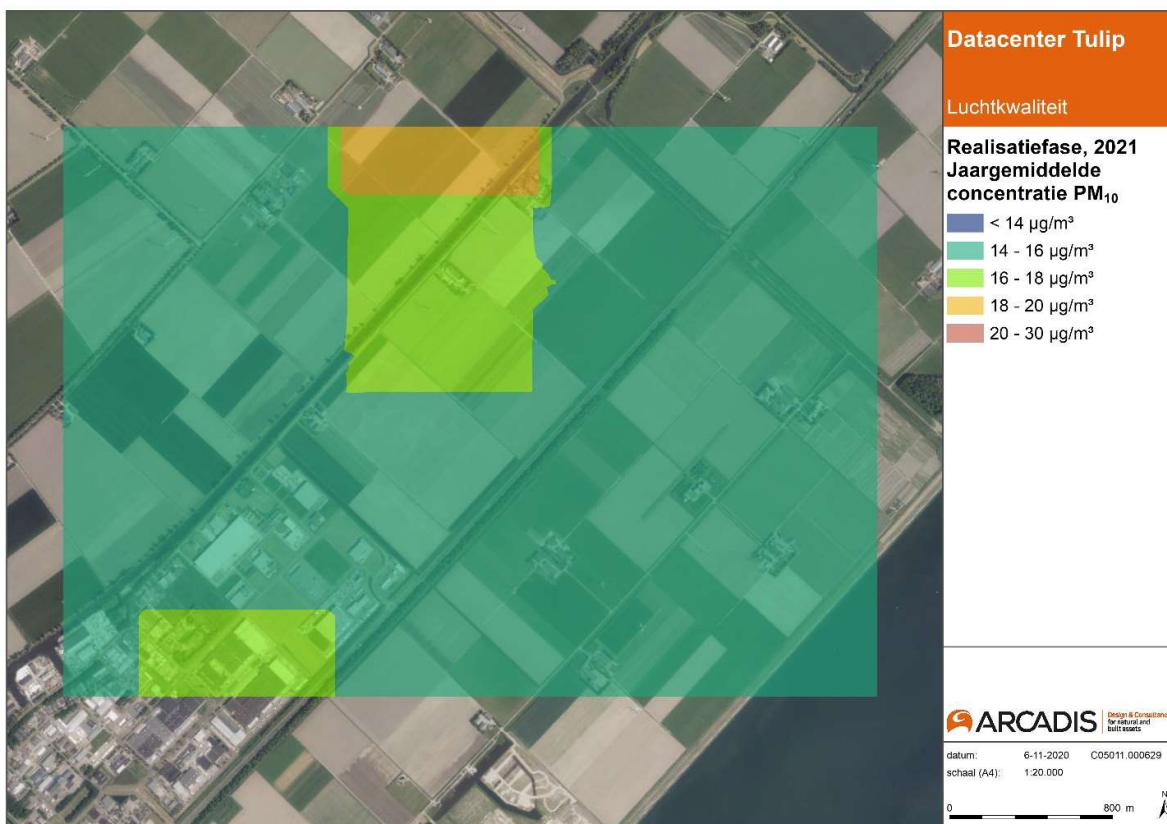 Datacenter Tulip
Luchtkwaliteit
Realisatiefase, 2021
Jaargemiddelde
concentratie PM₁₀
< 14 µg/m³
14 - 16 µg/m³
16 - 18 µg/m³
18 - 20 µg/m³
20 - 30 µg/m³
ARCADIS
Design & Consultancy
for natural and
built assets
datum: 6-11-2020 C05011.000629
schaal (A4): 1:20.000
0 800 m
N